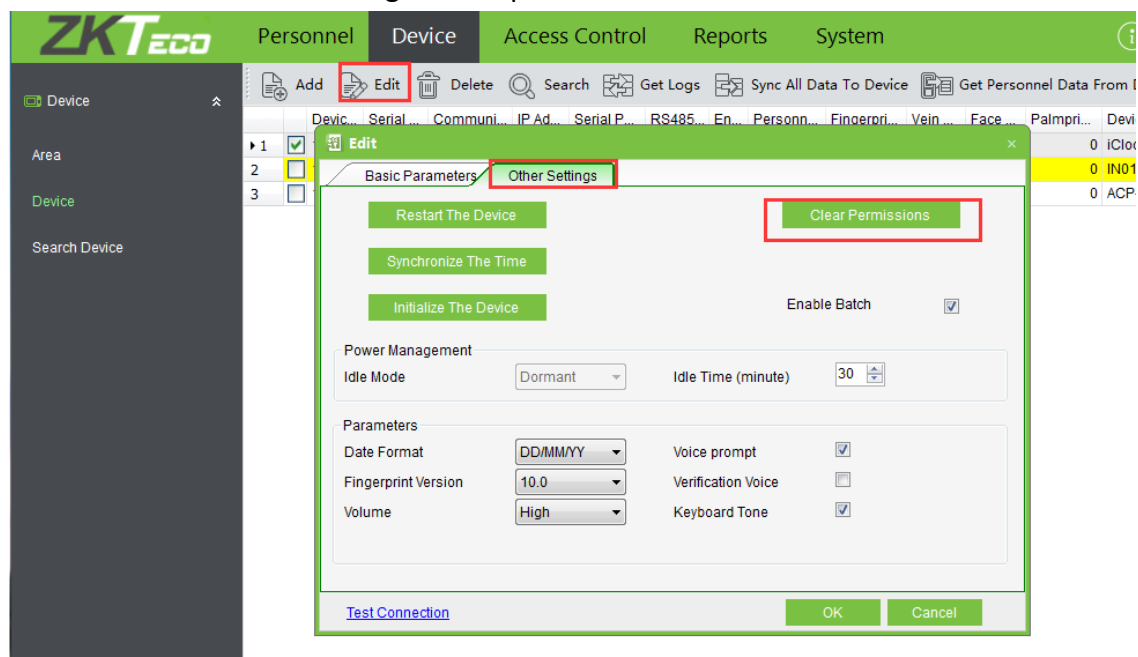 ZKTeco Personnel Device Access Control Reports System
Add Edit Delete Search Get Logs Sync All Data To Device Get Personnel Data From
Device
Devic... Serial ... Communi... IP Ad... Serial P... RS485... En... Personn... Fingerpri... Vein ... Face ... Palmpri... Devi
1 0 iCloc
2 0 IN01
3 0 ACP-
Area
Device
Search Device
Edit
Basic Parameters Other Settings
Restart The Device Clear Permissions
Synchronize The Time
Initialize The Device Enable Batch
Power Management
Idle Mode Dormant Idle Time (minute) 30
Parameters
Date Format DD/MM/YY Voice prompt
Fingerprint Version 10.0 Verification Voice
Volume High Keyboard Tone
Test Connection OK Cancel